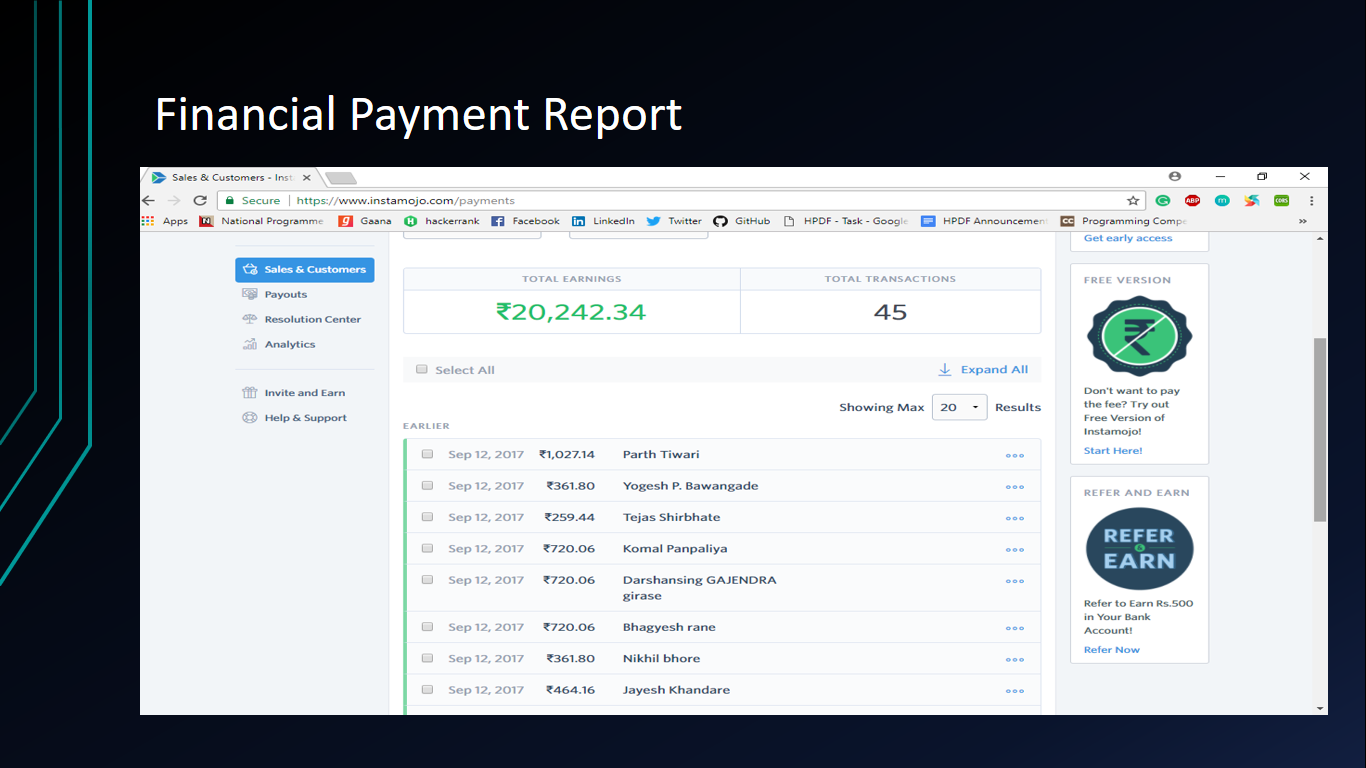 Financial Payment Report
Sales & Customers - Inst
Secure | https://www.instamojo.com/payments
Apps National Programme Gaana hackerrank Facebook LinkedIn Twitter GitHub HPDF - Task - Google HPDF Announcement Programming Compe »
Sales & Customers
Payouts
Resolution Center
Analytics
Invite and Earn
Help & Support
TOTAL EARNINGS TOTAL TRANSACTIONS
₹20,242.34 45
Select All Expand All
Showing Max 20 Results
EARLIER
Sep 12, 2017 ₹1,027.14 Parth Tiwari
Sep 12, 2017 ₹361.80 Yogesh P. Bawangade
Sep 12, 2017 ₹259.44 Tejas Shirbhate
Sep 12, 2017 ₹720.06 Komal Panpaliya
Sep 12, 2017 ₹720.06 Darshansing GAJENDRA
girase
Sep 12, 2017 ₹720.06 Bhagyesh rane
Sep 12, 2017 ₹361.80 Nikhil bhore
Sep 12, 2017 ₹464.16 Jayesh Khandare
Get early access
FREE VERSION
₹
Don't want to pay
the fee? Try out
Free Version of
Instamojo!
Start Here!
REFER AND EARN
REFER
&
EARN
Refer to Earn Rs.500
in Your Bank
Account!
Refer Now